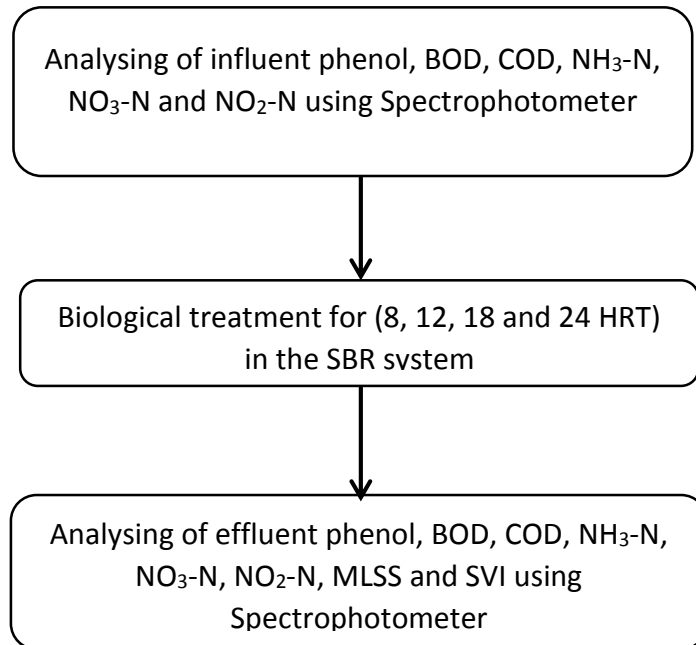 Analysing of influent phenol, BOD, COD, NH₃-N,
NO₃-N and NO₂-N using Spectrophotometer
Biological treatment for (8, 12, 18 and 24 HRT)
in the SBR system
Analysing of effluent phenol, BOD, COD, NH₃-N,
NO₃-N, NO₂-N, MLSS and SVI using
Spectrophotometer